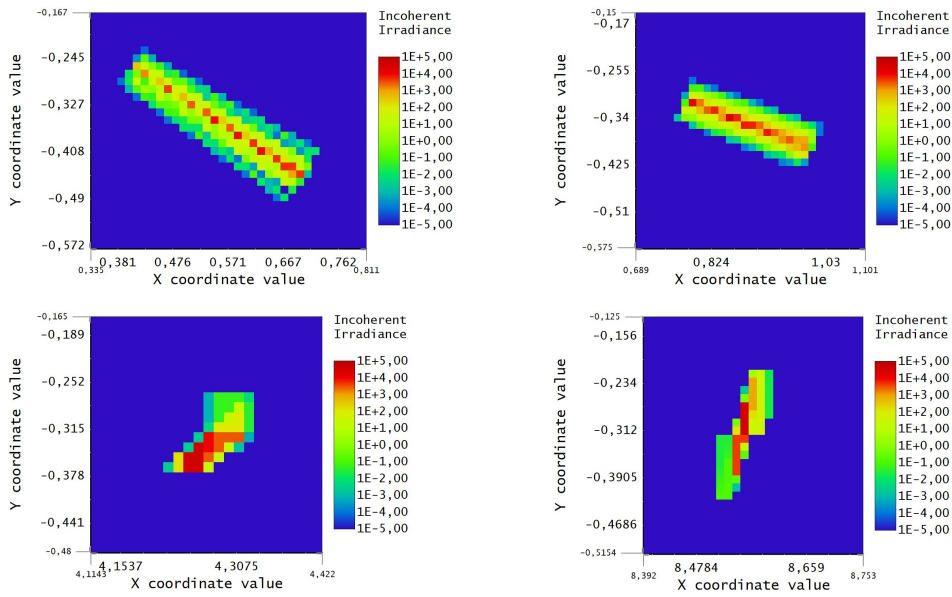 -0,167
-0,245
-0,327
-0,408
-0,49
-0,572
Y coordinate value
0,335
0,381
0,476
0,571
0,667
0,762
0,811
X coordinate value
Incoherent
Irradiance
1E+5,00
1E+4,00
1E+3,00
1E+2,00
1E+1,00
1E+0,00
1E-1,00
1E-2,00
1E-3,00
1E-4,00
1E-5,00
-0,15
-0,17
-0,255
-0,34
-0,425
-0,51
-0,575
Y coordinate value
0,689
0,824
1,03
1,101
X coordinate value
Incoherent
Irradiance
1E+5,00
1E+4,00
1E+3,00
1E+2,00
1E+1,00
1E+0,00
1E-1,00
1E-2,00
1E-3,00
1E-4,00
1E-5,00
-0,165
-0,189
-0,252
-0,315
-0,378
-0,441
-0,48
Y coordinate value
4,1143
4,1537
4,3075
4,422
X coordinate value
Incoherent
Irradiance
1E+5,00
1E+4,00
1E+3,00
1E+2,00
1E+1,00
1E+0,00
1E-1,00
1E-2,00
1E-3,00
1E-4,00
1E-5,00
-0,125
-0,156
-0,234
-0,312
-0,3905
-0,4686
-0,5154
Y coordinate value
8,392
8,4784
8,659
8,753
X coordinate value
Incoherent
Irradiance
1E+5,00
1E+4,00
1E+3,00
1E+2,00
1E+1,00
1E+0,00
1E-1,00
1E-2,00
1E-3,00
1E-4,00
1E-5,00